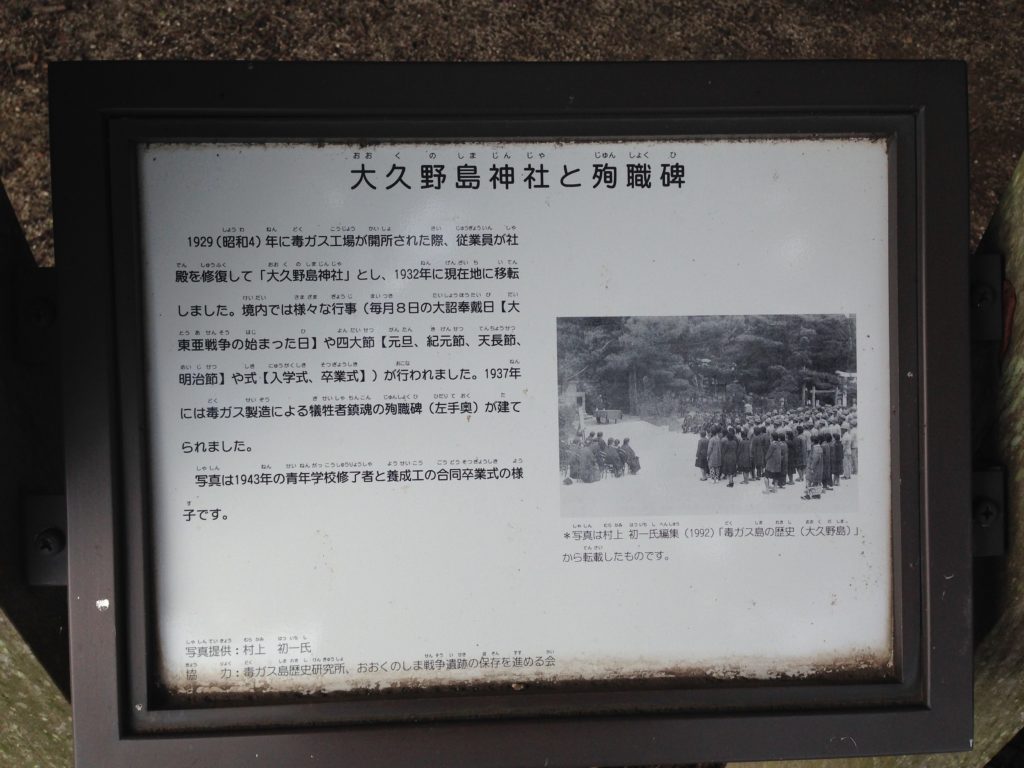 大久野島神社と殉職碑
1929(昭和4)年に毒ガス工場が開所された際、従業員が社
殿を修復して「大久野島神社」とし、1932年に現在地に移転
しました。境内では様々な行事(毎月8日の大詔奉戴日【大
東亜戦争の始まった日】や四大節【元旦、紀元節、天長節、
明治節】や式【入学式、卒業式】)が行われました。1937年
には毒ガス製造による犠牲者鎮魂の殉職碑(左手奥)が建て
られました。
写真は1943年の青年学校修了者と養成工の合同卒業式の様
子です。
*写真は村上 初一氏編集(1992)「毒ガス島の歴史(大久野島)」
から転載したものです。
写真提供:村上 初一氏
協 力:毒ガス島歴史研究所、おおくのしま戦争遺跡の保存を進める会